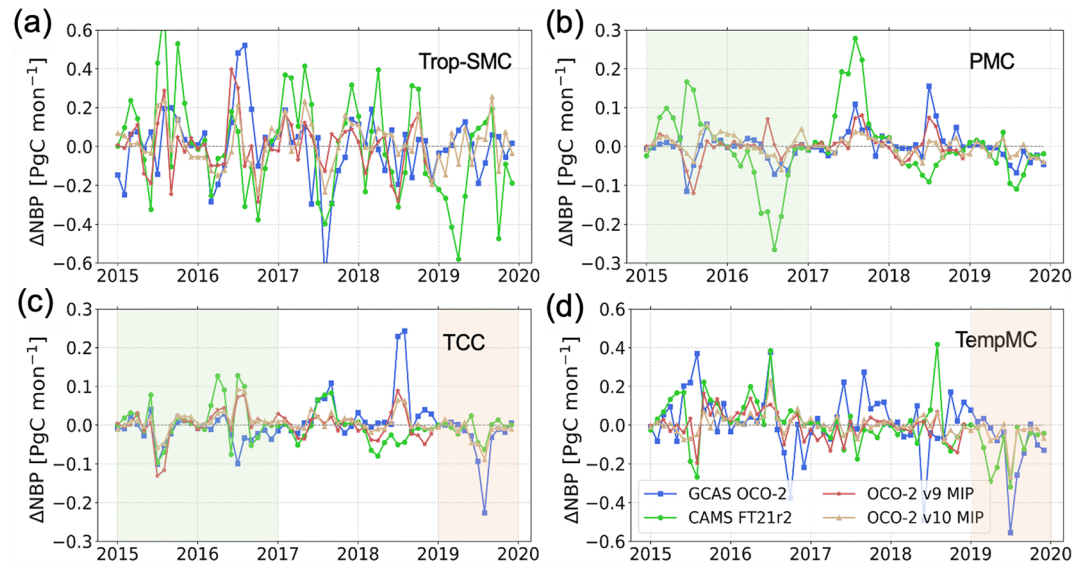 (a)
ΔNBP [PgC mon⁻¹]
0.6
0.4
0.2
0.0
−0.2
−0.4
−0.6
Trop-SMC
2015 2016 2017 2018 2019 2020
(b)
ΔNBP [PgC mon⁻¹]
0.3
0.2
0.1
0.0
−0.1
−0.2
−0.3
PMC
2015 2016 2017 2018 2019 2020
(c)
ΔNBP [PgC mon⁻¹]
0.3
0.2
0.1
0.0
−0.1
−0.2
−0.3
TCC
2015 2016 2017 2018 2019 2020
(d)
ΔNBP [PgC mon⁻¹]
0.6
0.4
0.2
0.0
−0.2
−0.4
−0.6
TempMC
GCAS OCO-2 OCO-2 v9 MIP
CAMS FT21r2 OCO-2 v10 MIP
2015 2016 2017 2018 2019 2020